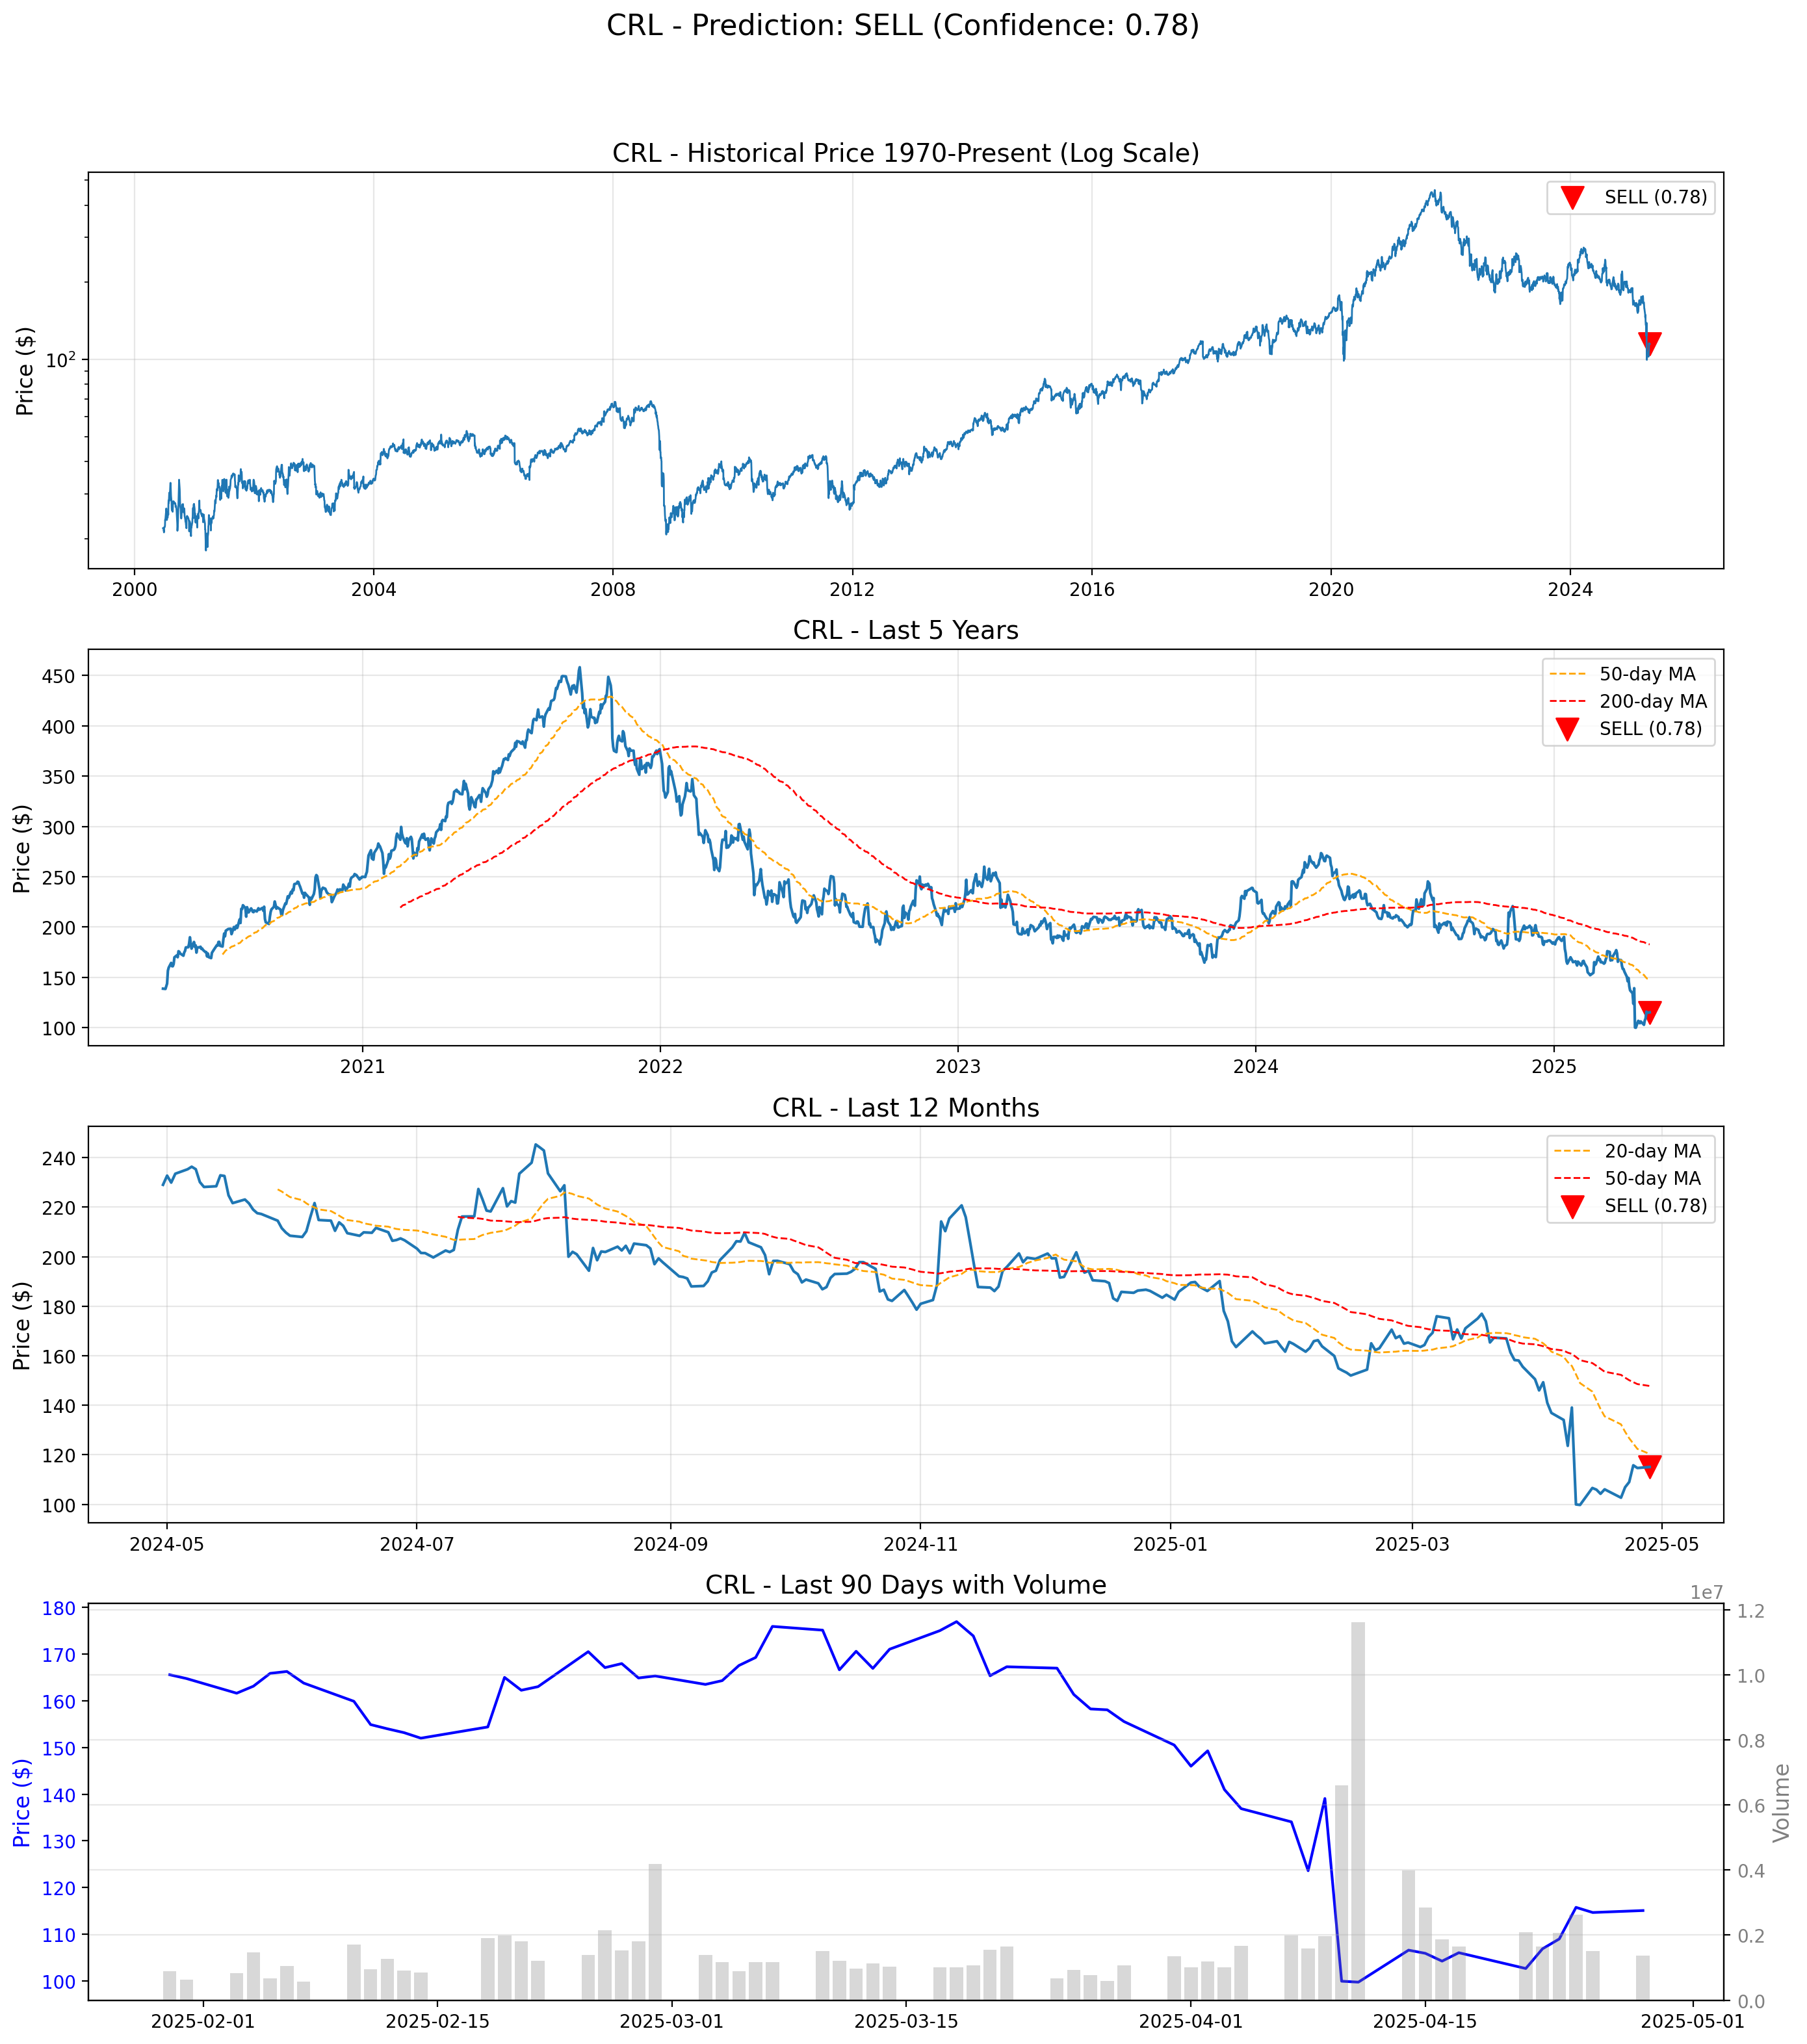 CRL - Prediction: SELL (Confidence: 0.78)
CRL - Historical Price 1970-Present (Log Scale)
SELL (0.78)
Price ($)
10²
2000 2004 2008 2012 2016 2020 2024
CRL - Last 5 Years
50-day MA
200-day MA
SELL (0.78)
Price ($)
450
400
350
300
250
200
150
100
2021 2022 2023 2024 2025
CRL - Last 12 Months
20-day MA
50-day MA
SELL (0.78)
Price ($)
240
220
200
180
160
140
120
100
2024-05 2024-07 2024-09 2024-11 2025-01 2025-03 2025-05
CRL - Last 90 Days with Volume
1e7
Price ($)
180
170
160
150
140
130
120
110
100
1.2
1.0
0.8
0.6
0.4
0.2
0.0
Volume
2025-02-01 2025-02-15 2025-03-01 2025-03-15 2025-04-01 2025-04-15 2025-05-01